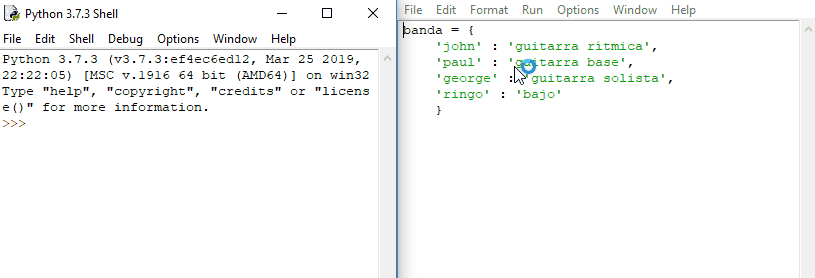 Python 3.7.3 Shell
File Edit Shell Debug Options Window Help
Python 3.7.3 (v3.7.3:ef4ec6ed12, Mar 25 2019,
22:22:05) [MSC v.1916 64 bit (AMD64)] on win32
Type "help", "copyright", "credits" or "licens
e()" for more information.
>>>
File Edit Format Run Options Window Help
banda = {
'john' : 'guitarra rítmica',
'paul' : 'guitarra base',
'george' : 'guitarra solista',
'ringo' : 'bajo'
}